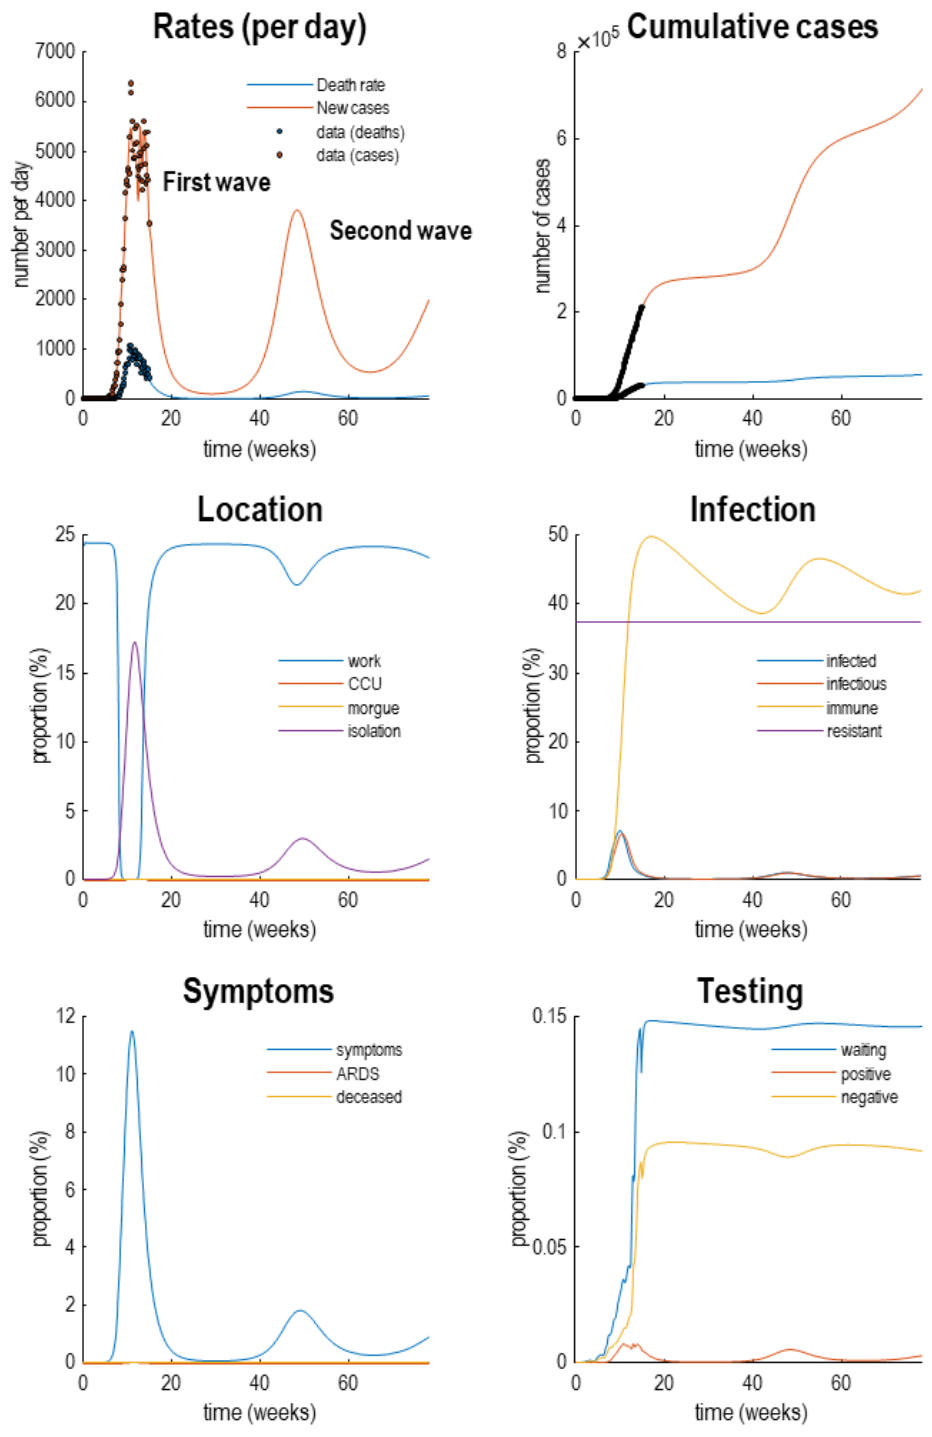 Rates (per day)
7000
6000
5000
4000
3000
2000
1000
0
number per day
Death rate
New cases
data (deaths)
data (cases)
First wave
Second wave
0 20 40 60
time (weeks)
Cumulative cases
×10⁵
8
6
4
2
0
number of cases
0 20 40 60
time (weeks)
Location
25
20
15
10
5
0
proportion (%)
work
CCU
morgue
isolation
0 20 40 60
time (weeks)
Infection
50
40
30
20
10
0
proportion (%)
infected
infectious
immune
resistant
0 20 40 60
time (weeks)
Symptoms
12
10
8
6
4
2
0
proportion (%)
symptoms
ARDS
deceased
0 20 40 60
time (weeks)
Testing
0.15
0.1
0.05
0
proportion (%)
waiting
positive
negative
0 20 40 60
time (weeks)